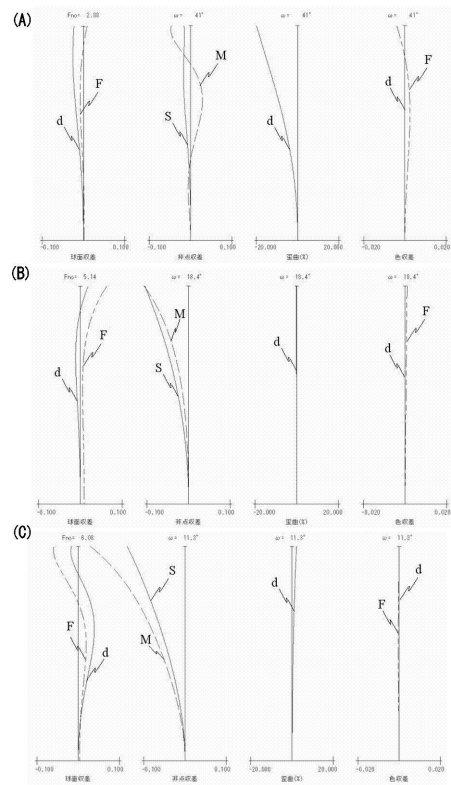 (A)
Fno= 2.88
ω= 41°
ω= 41°
ω= 41°
F
d
M
S
d
F
d
-0.100 0.100
球面収差
-0.100 0.100
非点収差
-20.000 20.000
歪曲(%)
-0.020 0.020
色収差
(B)
Fno= 5.14
ω= 18.4°
ω= 18.4°
ω= 18.4°
F
d
M
S
d
F
d
-0.100 0.100
球面収差
-0.100 0.100
非点収差
-20.000 20.000
歪曲(%)
-0.020 0.020
色収差
(C)
Fno= 6.08
ω= 11.3°
ω= 11.3°
ω= 11.3°
F
d
S
M
d
d
F
-0.100 0.100
球面収差
-0.100 0.100
非点収差
-20.000 20.000
歪曲(%)
-0.020 0.020
色収差